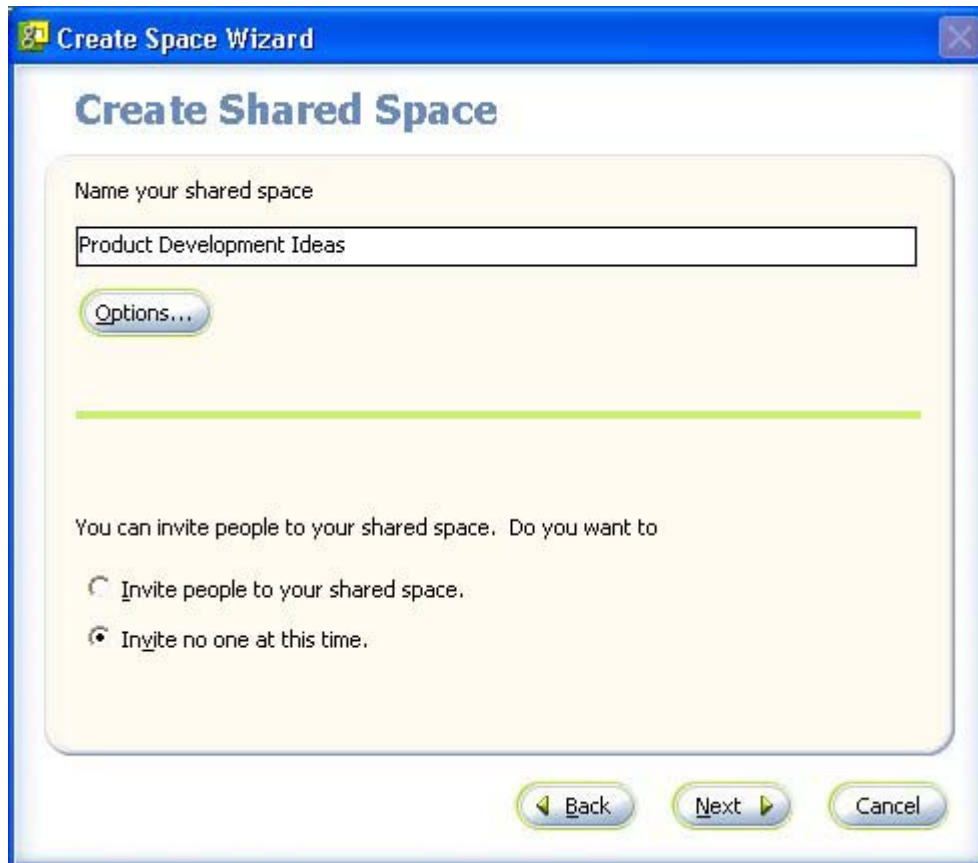 Create Space Wizard
Create Shared Space
Name your shared space
Product Development Ideas
Options...
You can invite people to your shared space. Do you want to
Invite people to your shared space.
Invite no one at this time.
Back Next Cancel